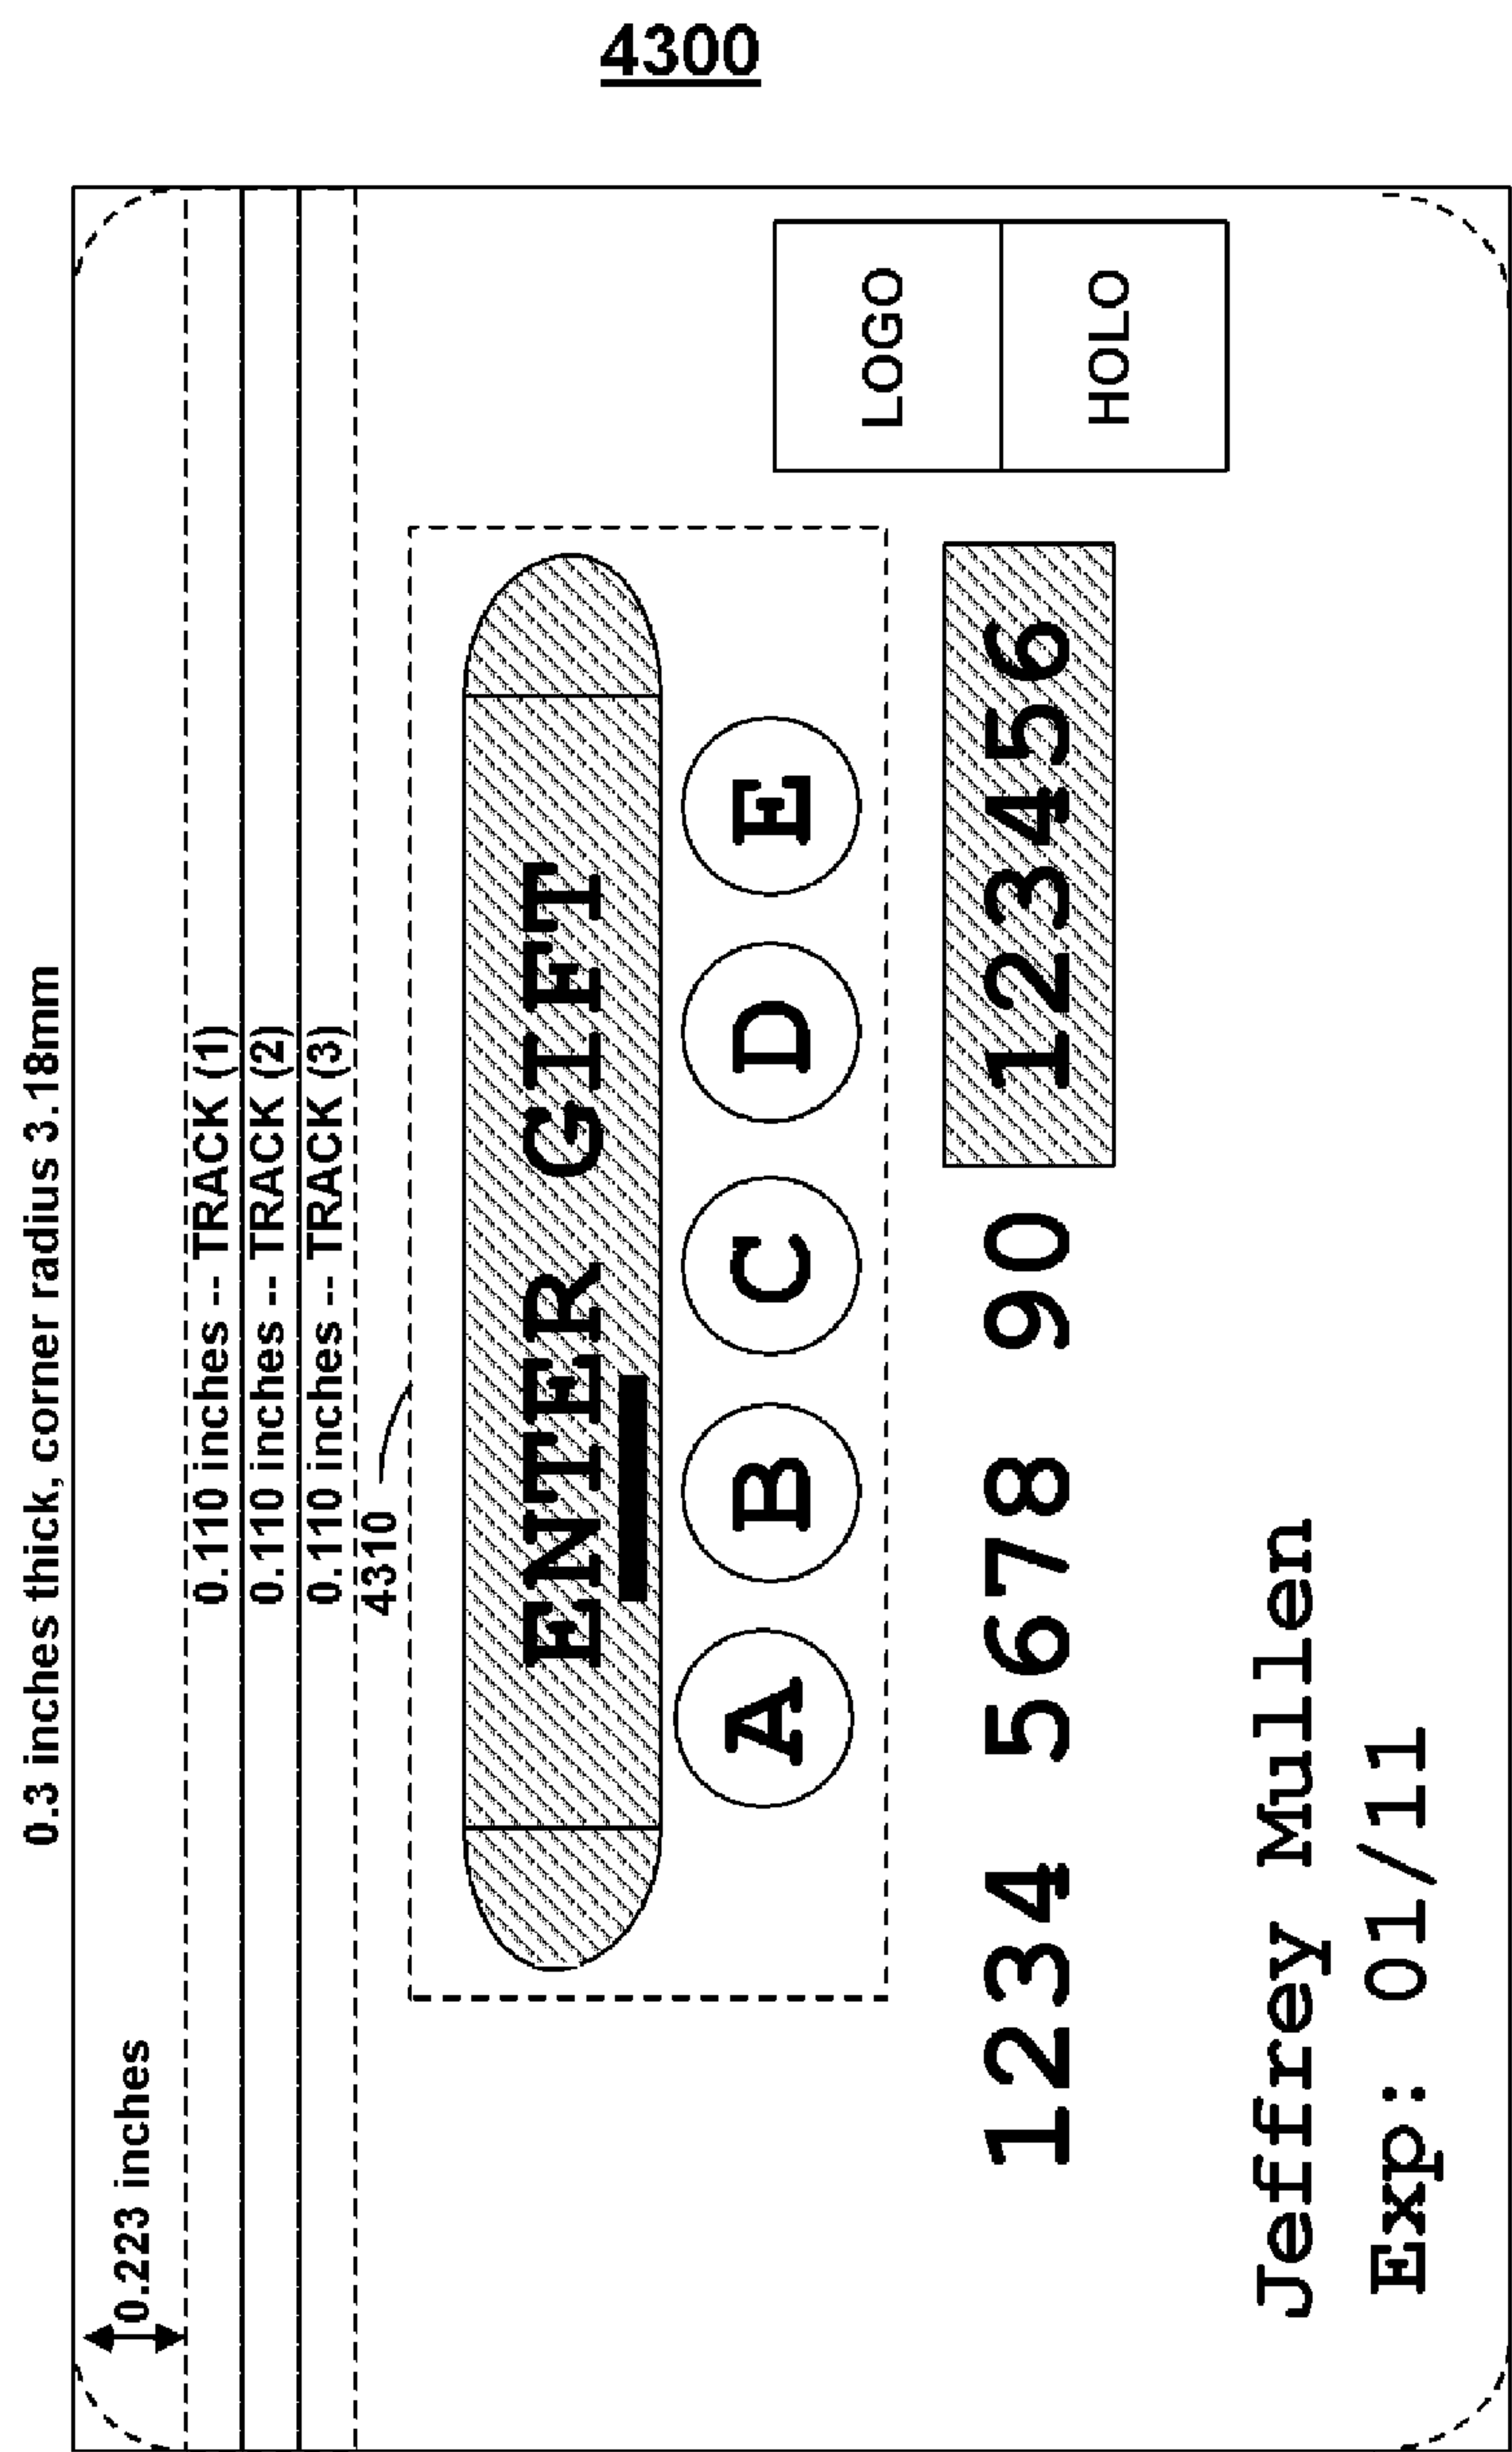 4300
0.3 inches thick, corner radius 3.18mm
0.223 inches
0.110 inches -- TRACK (1)
0.110 inches -- TRACK (2)
0.110 inches -- TRACK (3)
4310
ENTER GIFT
A B C D E
LOGO
HOLO
1234 5678 90 123456
Jeffrey Mullen
Exp: 01/11